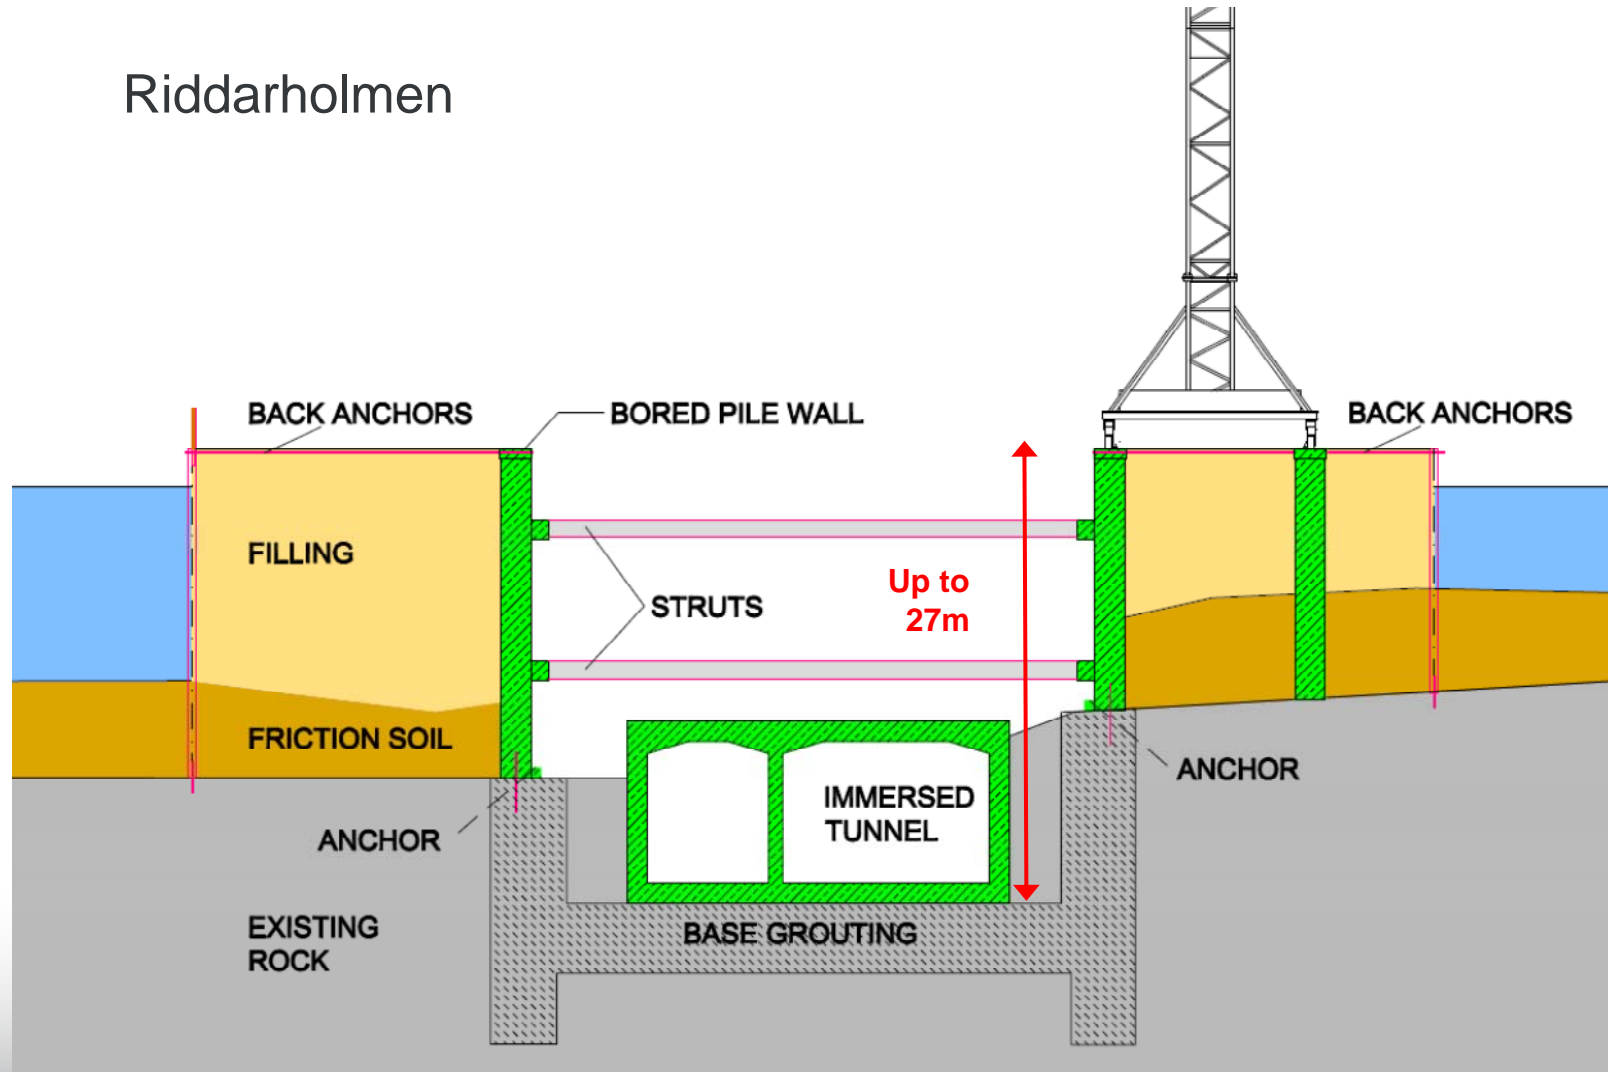 Riddarholmen
BACK ANCHORS
BORED PILE WALL
BACK ANCHORS
FILLING
Up to
27m
STRUTS
FRICTION SOIL
ANCHOR
IMMERSED
TUNNEL
ANCHOR
EXISTING
ROCK
BASE GROUTING